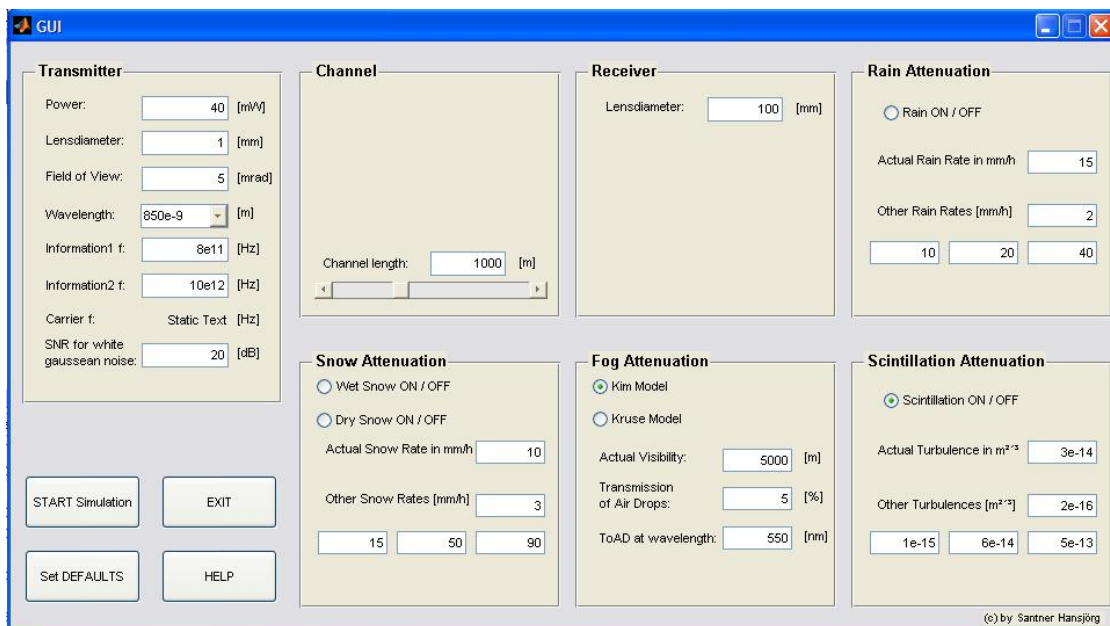 GUI
Transmitter
Power: 40 [mW]
Lensdiameter: 1 [mm]
Field of View: 5 [mrad]
Wavelength: 850e-9 [m]
Information1 f: 8e11 [Hz]
Information2 f: 10e12 [Hz]
Carrier f: Static Text [Hz]
SNR for white
gaussean noise: 20 [dB]
Channel
Channel length: 1000 [m]
Receiver
Lensdiameter: 100 [mm]
Rain Attenuation
Rain ON / OFF
Actual Rain Rate in mm/h 15
Other Rain Rates [mm/h] 2
10 20 40
Snow Attenuation
Wet Snow ON / OFF
Dry Snow ON / OFF
Actual Snow Rate in mm/h 10
Other Snow Rates [mm/h] 3
15 50 90
Fog Attenuation
Kim Model
Kruse Model
Actual Visibility: 5000 [m]
Transmission
of Air Drops: 5 [%]
ToAD at wavelength: 550 [nm]
Scintillation Attenuation
Scintillation ON / OFF
Actual Turbulence in m²´³ 3e-14
Other Turbulences [m²´³] 2e-16
1e-15 6e-14 5e-13
START Simulation EXIT
Set DEFAULTS HELP
(c) by Santner Hansjörg